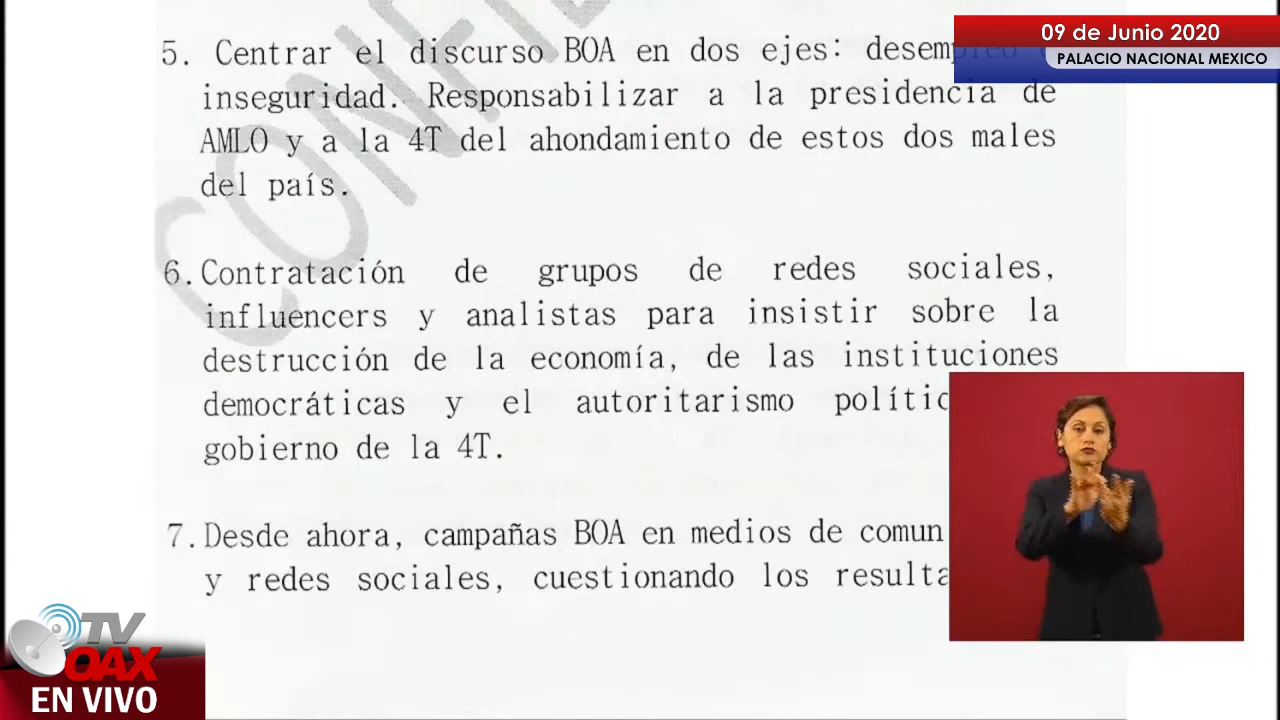 09 de Junio 2020
PALACIO NACIONAL MEXICO
5. Centrar el discurso BOA en dos ejes:
inseguridad. Responsabilizar a la presidencia de
AMLO y a la 4T del ahondamiento de estos dos males
del país.
6. Contratación de grupos de redes sociales,
influencers y analistas para insistir sobre la
destrucción de la economía, de las instituciones
democráticas y el autoritarismo
gobierno de la 4T.
7. Desde ahora, campañas BOA en medios de
y redes sociales, cuestionando los
TV
OAX
EN VIVO